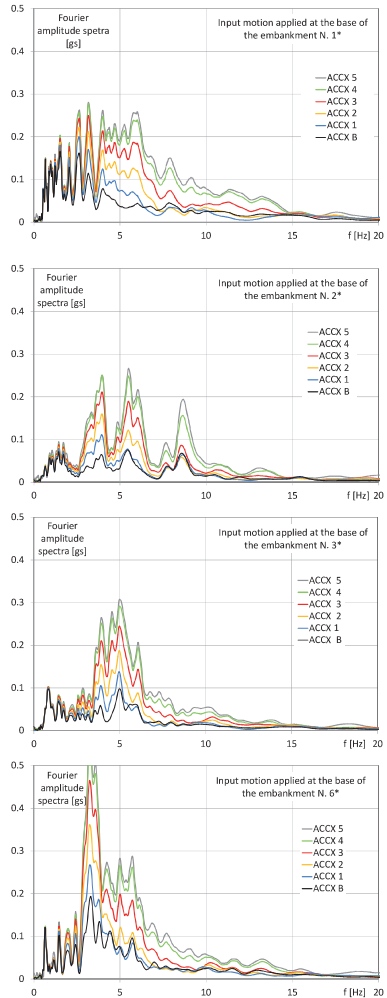 0.5
Fourier
amplitude spetra
[gs]
Input motion applied at the base of
the embankment N. 1*
0.4
0.3
0.2
0.1
0
ACCX 5
ACCX 4
ACCX 3
ACCX 2
ACCX 1
ACCX B
0 5 10 15 f [Hz] 20
0.5
Fourier
amplitude
spectra [gs]
Input motion applied at the base of
the embankment N. 2*
0.4
0.3
0.2
0.1
0
ACCX 5
ACCX 4
ACCX 3
ACCX 2
ACCX 1
ACCX B
0 5 10 15 f [Hz] 20
0.5
Fourier
amplitude
spectra [gs]
Input motion applied at the base of
the embankment N. 3*
0.4
0.3
0.2
0.1
0
ACCX 5
ACCX 4
ACCX 3
ACCX 2
ACCX 1
ACCX B
0 5 10 15 f [Hz] 20
0.5
Fourier
amplitude
spectra [gs]
Input motion applied at the base of
the embankment N. 6*
0.4
0.3
0.2
0.1
0
ACCX 5
ACCX 4
ACCX 3
ACCX 2
ACCX 1
ACCX B
0 5 10 15 f [Hz] 20